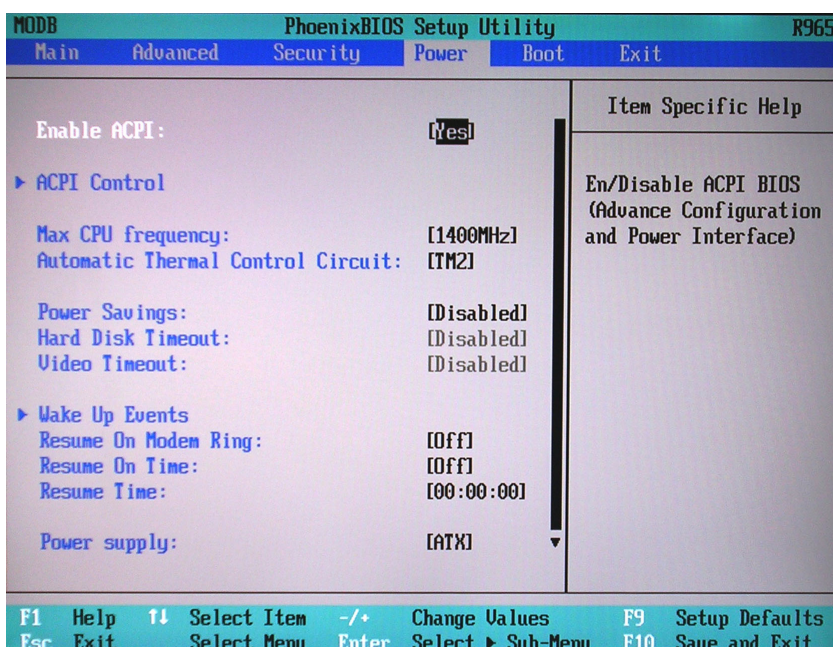 MODB PhoenixBIOS Setup Utility R965
Main Advanced Security Power Boot Exit
Item Specific Help
Enable ACPI: [Yes]
▶ ACPI Control
En/Disable ACPI BIOS
(Advance Configuration
and Power Interface)
Max CPU frequency: [1400MHz]
Automatic Thermal Control Circuit: [TM2]
Power Savings: [Disabled]
Hard Disk Timeout: [Disabled]
Video Timeout: [Disabled]
▶ Wake Up Events
Resume On Modem Ring: [Off]
Resume On Time: [Off]
Resume Time: [00:00:00]
Power supply: [ATX]
F1 Help ↑↓ Select Item -/+ Change Values F9 Setup Defaults
Esc Exit Select Menu Enter Select ▶ Sub-Menu F10 Save and Exit